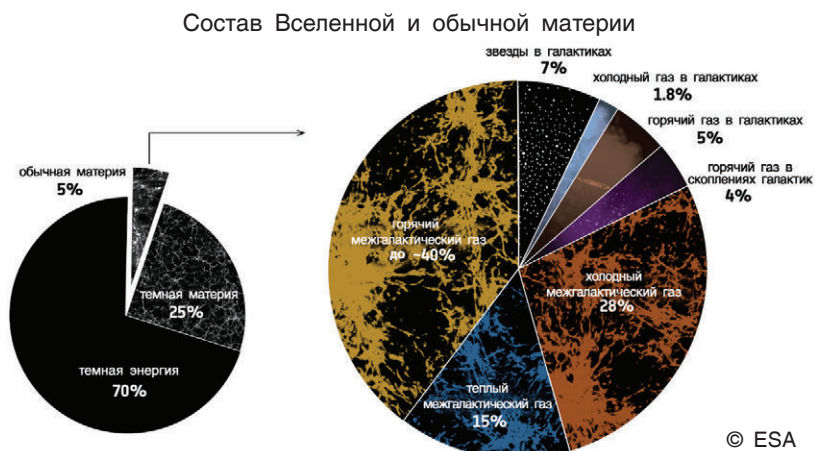 Состав Вселенной и обычной материи
обычная материя
5%
темная материя
25%
темная энергия
70%
звезды в галактиках
7%
холодный газ в галактиках
1.8%
горячий газ в галактиках
5%
горячий газ в
скоплениях галактик
4%
горячий
межгалактический газ
до ~40%
холодный
межгалактический газ
28%
теплый
межгалактический газ
15%
© ESA